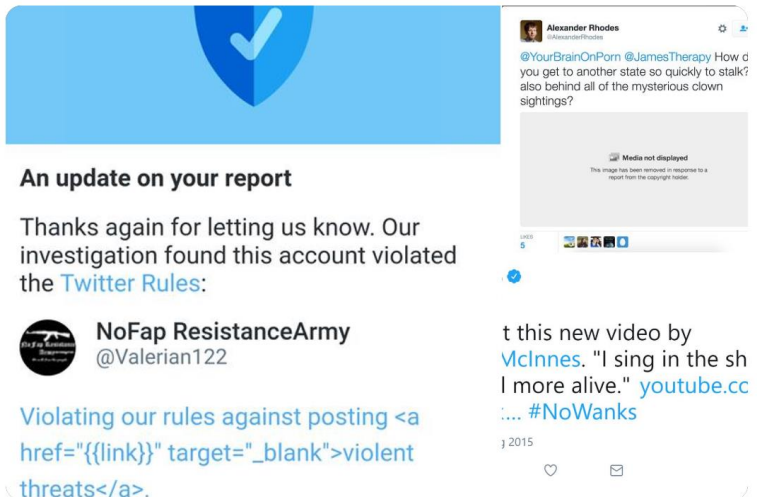 An update on your report
Thanks again for letting us know. Our
investigation found this account violated
the Twitter Rules:
NoFap ResistanceArmy
@Valerian122
Violating our rules against posting <a
href="{{link}}" target="_blank">violent
threats</a>.
Alexander Rhodes
@AlexanderRhodes
@YourBrainOnPorn @JamesTherapy How d
you get to another state so quickly to stalk?
also behind all of the mysterious clown
sightings?
Media not displayed
This image has been removed in response to a
report from the copyright holder.
LIKES
5
t this new video by
McInnes. "I sing in the sh
l more alive." youtube.co
... #NoWanks
g 2015